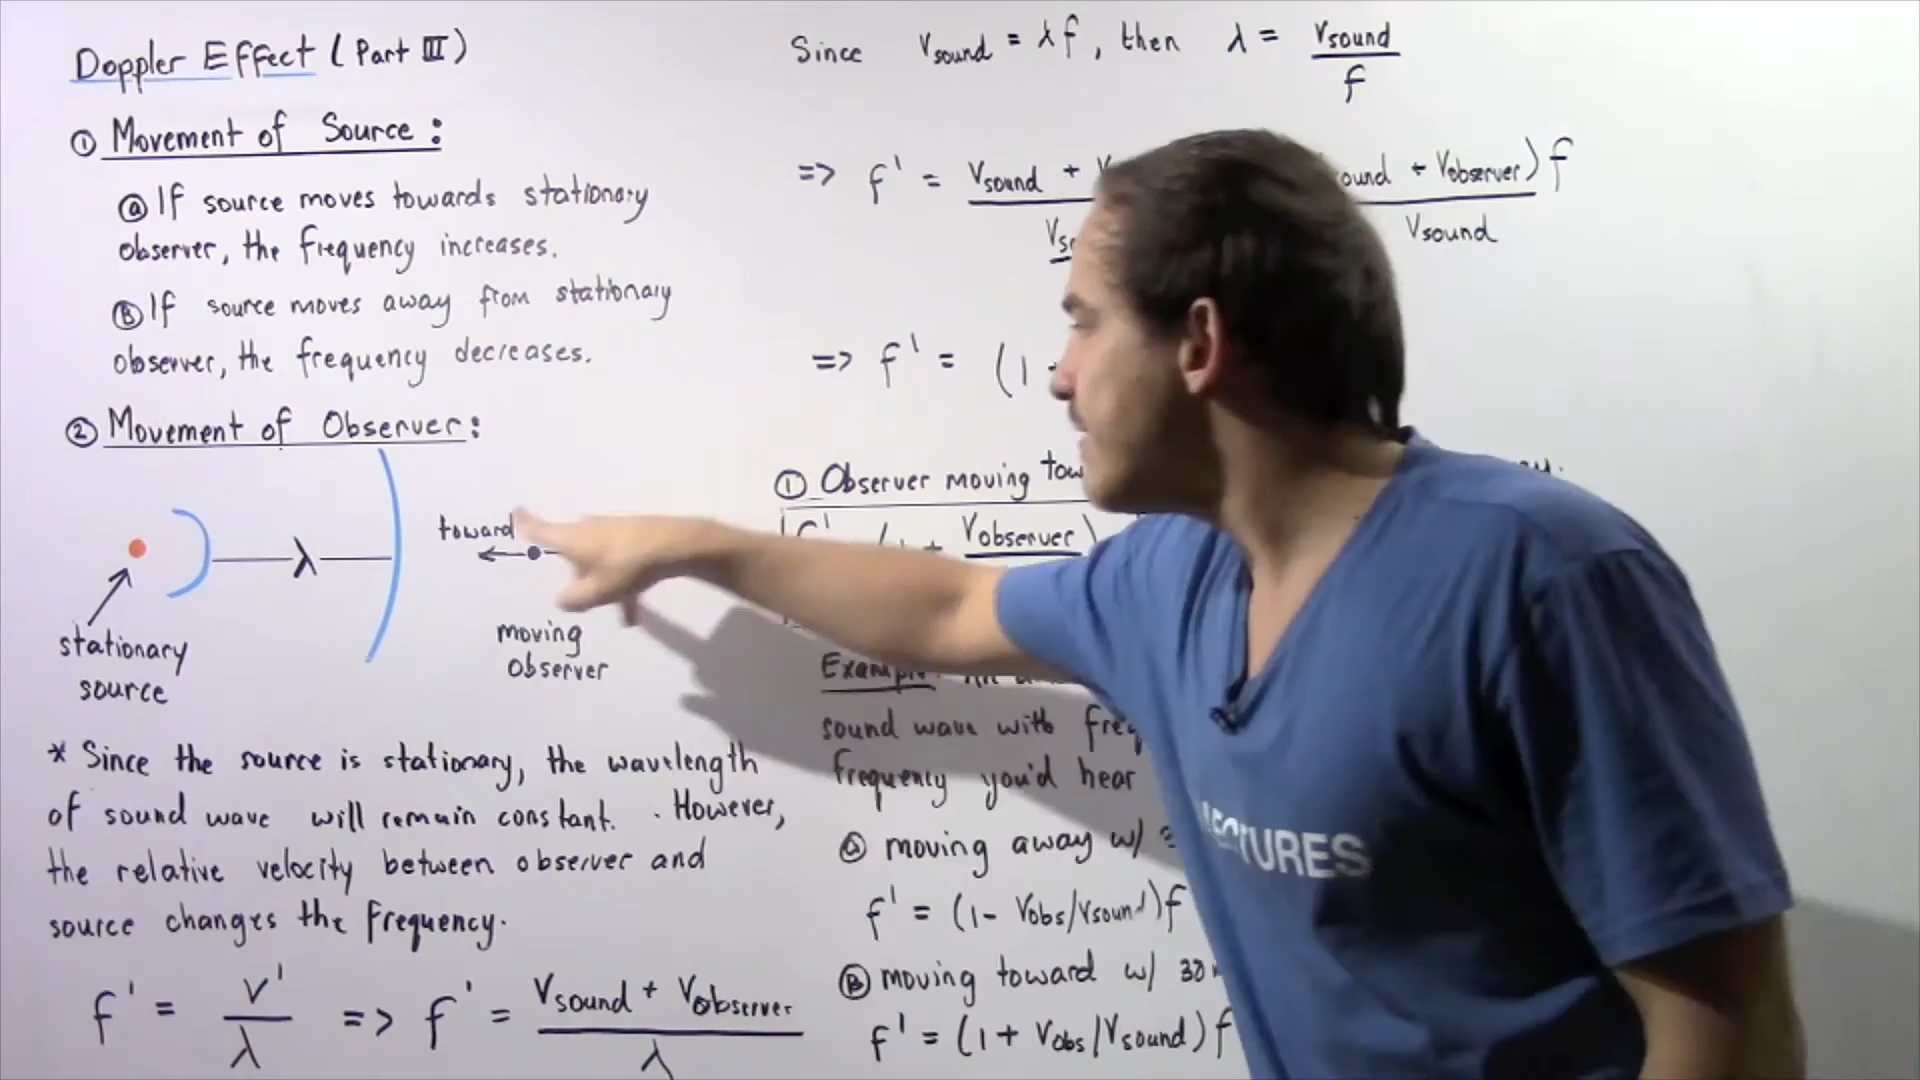 Doppler Effect (Part III)
① Movement of Source:
ⓐ If source moves towards stationary
observer, the frequency increases.
Ⓑ If source moves away from stationary
observer, the frequency decreases.
② Movement of Observer:
toward
λ
stationary
source
moving
observer
* Since the source is stationary, the wavelength
of sound wave will remain constant. However,
the relative velocity between observer and
source changes the frequency.
f' = v'/λ => f' = (Vsound + Vobserver)/λ
Since Vsound = λf, then λ = Vsound/f
=> f' = Vsound + Vobserver) f
Vsound
=> f' = (1 +
① Observer moving
Vobserver
Example:
sound wave with
frequency you'd hear
Ⓐ moving away w/
f' = (1 - Vobs/Vsound) f
Ⓑ moving toward w/ 30
f' = (1 + Vobs/Vsound) f
LECTURES